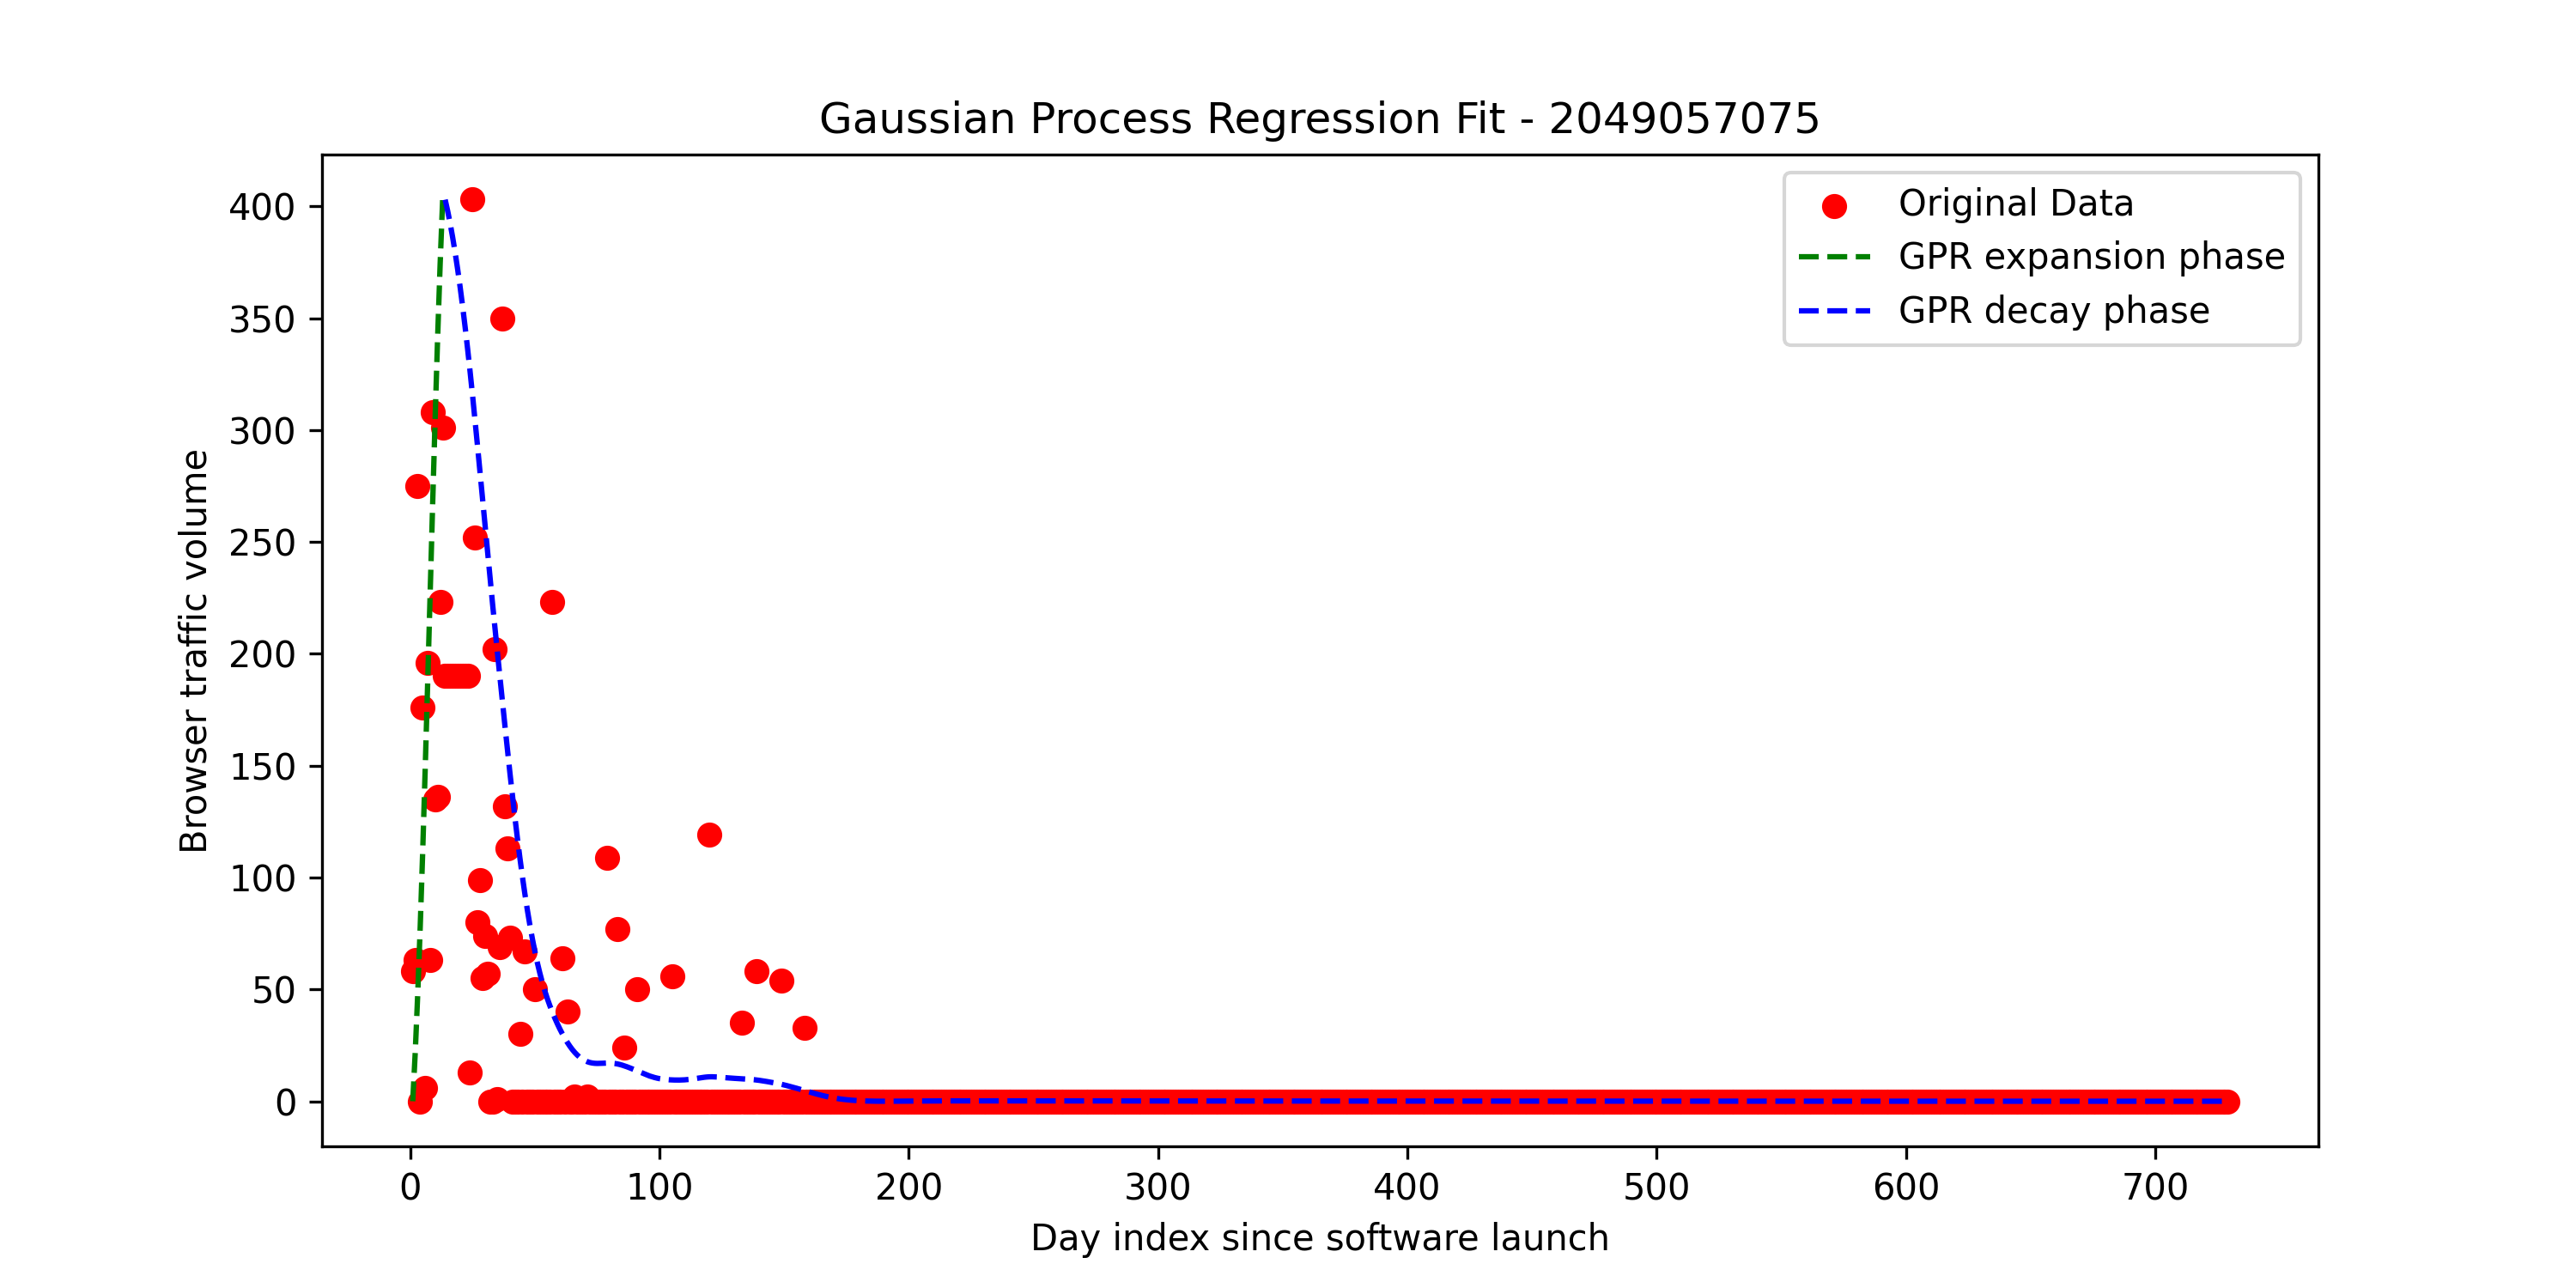 Gaussian Process Regression Fit - 2049057075
Original Data
GPR expansion phase
GPR decay phase
Browser traffic volume
400
350
300
250
200
150
100
50
0
0 100 200 300 400 500 600 700
Day index since software launch